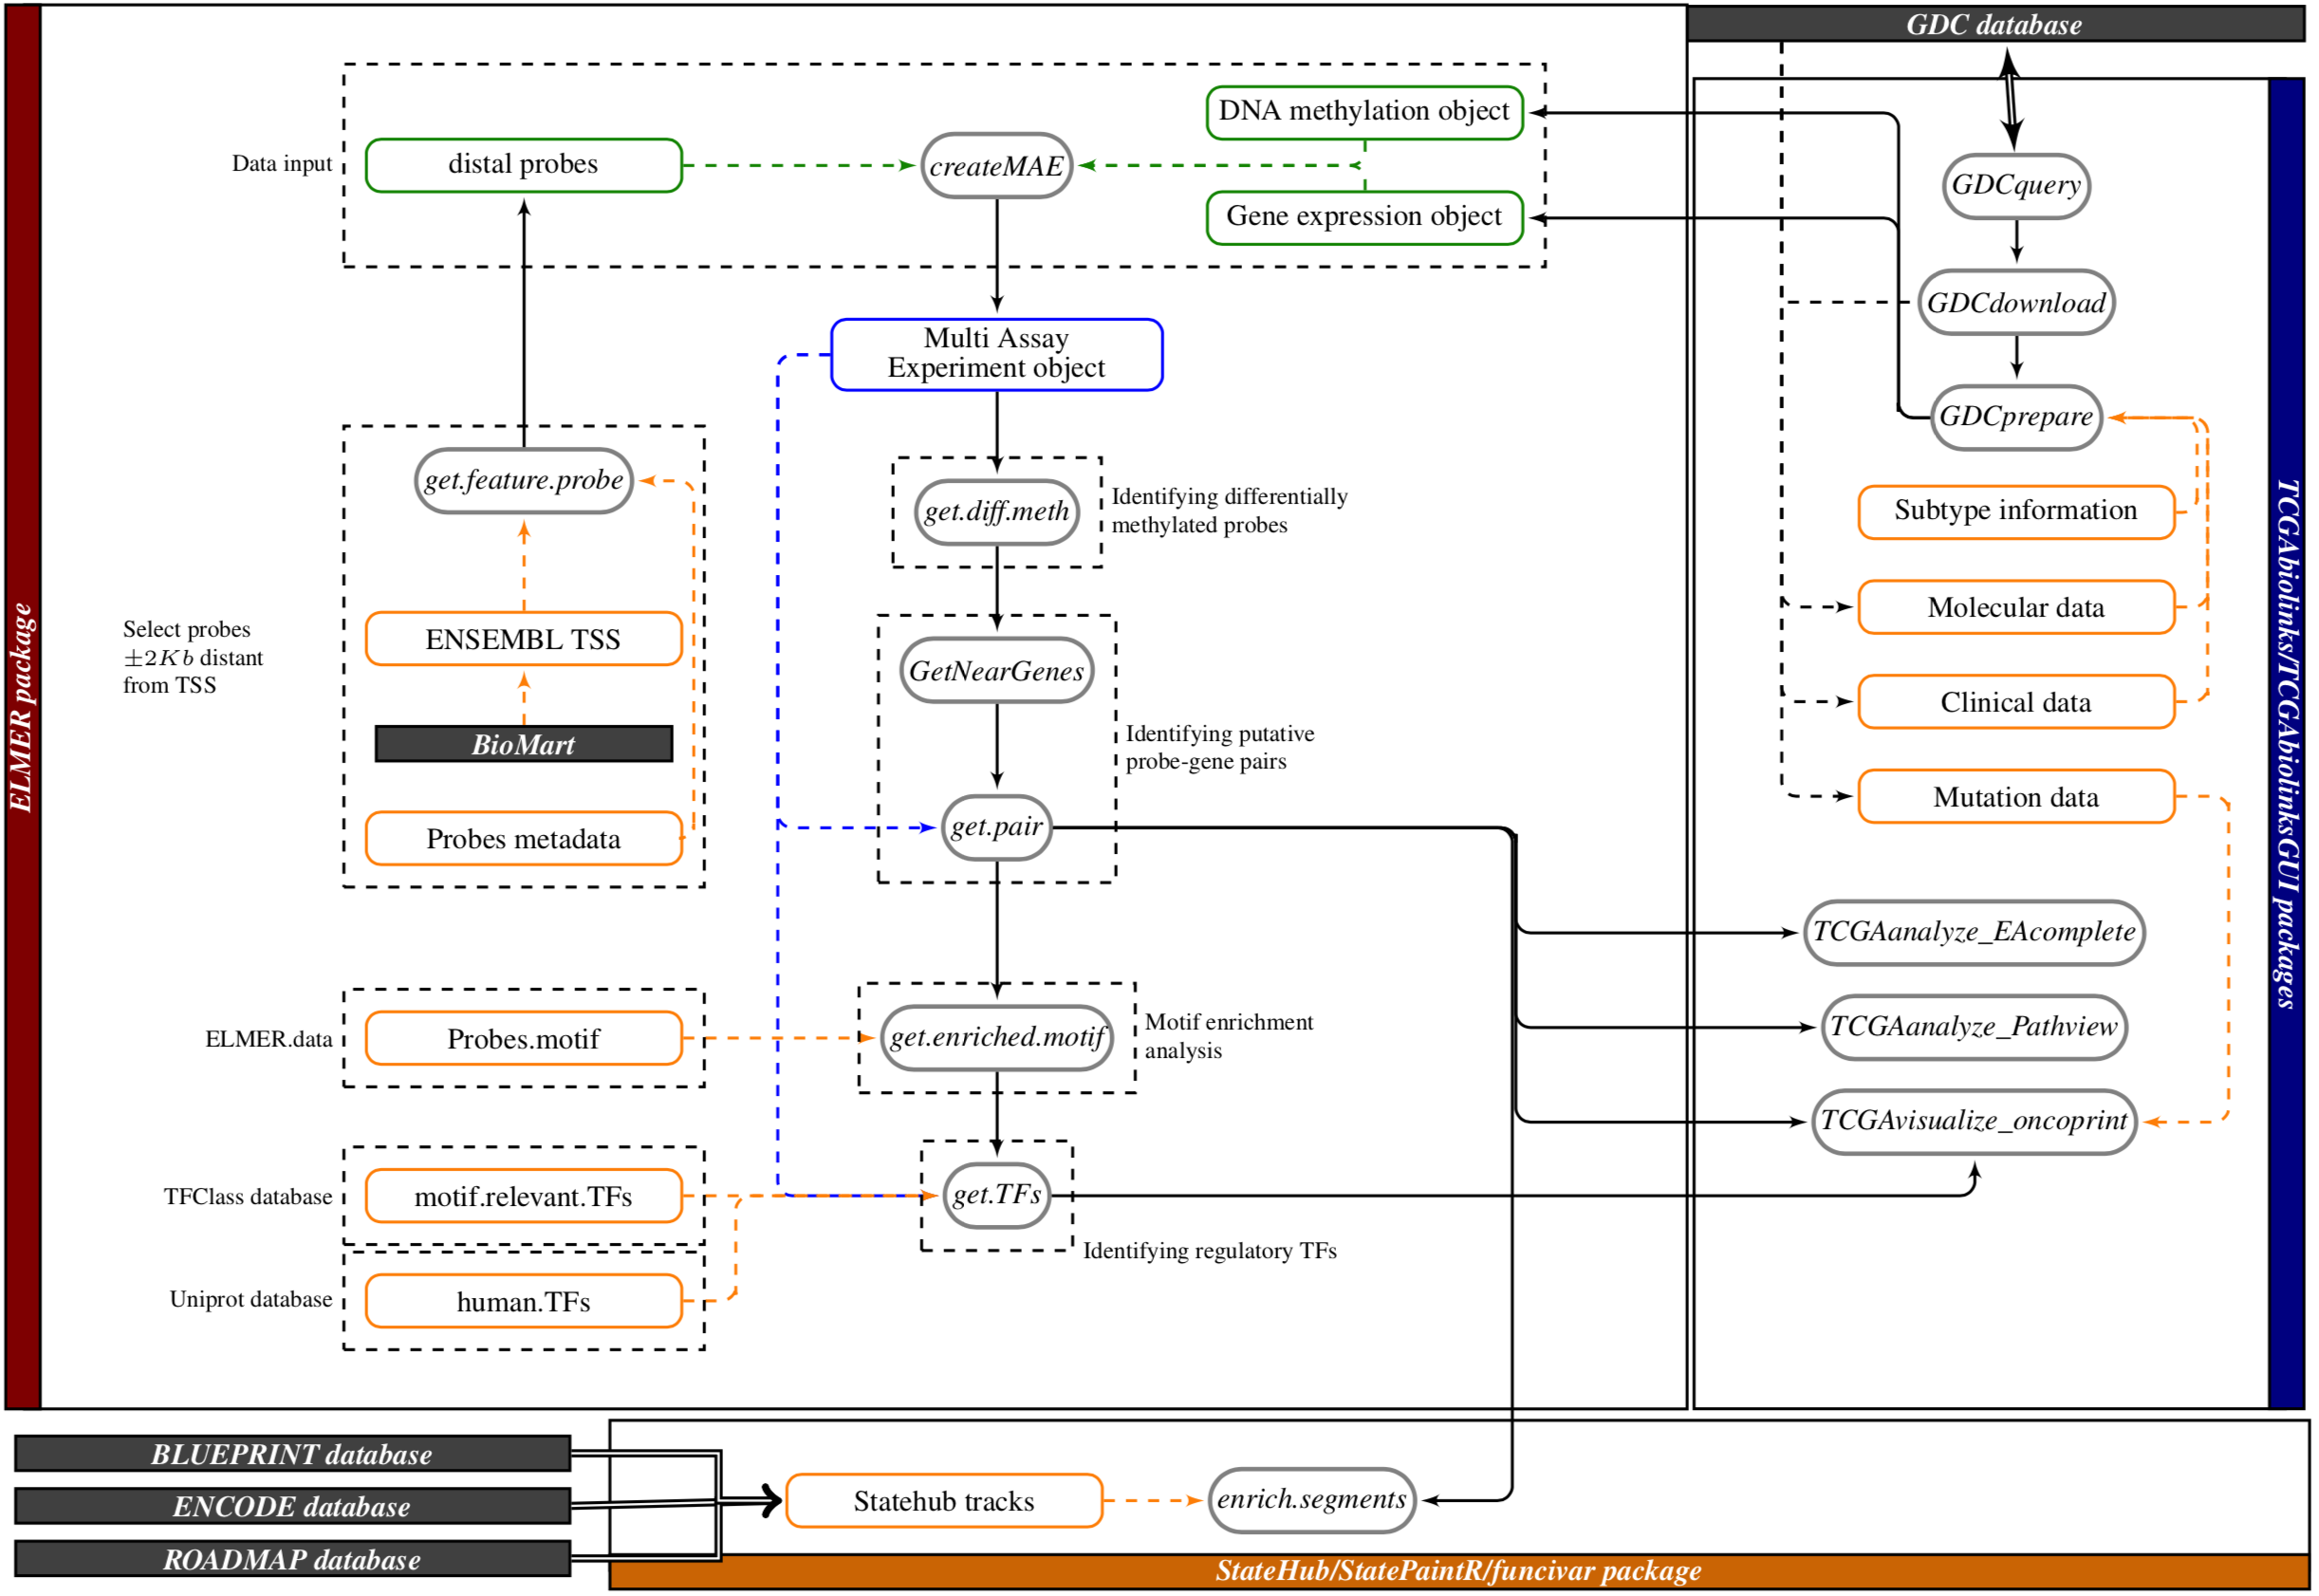 GDC database
ELMER package
Data input
distal probes
createMAE
DNA methylation object
Gene expression object
GDCquery
GDCdownload
GDCprepare
Multi Assay
Experiment object
get.feature.probe
get.diff.meth
Identifying differentially
methylated probes
Subtype information
TCGAbiolinks/TCGAbiolinksGUI packages
Select probes
±2Kb distant
from TSS
ENSEMBL TSS
BioMart
Probes metadata
GetNearGenes
Identifying putative
probe-gene pairs
get.pair
Molecular data
Clinical data
Mutation data
TCGAanalyze_EAcomplete
TCGAanalyze_Pathview
TCGAvisualize_oncoprint
ELMER.data
Probes.motif
get.enriched.motif
Motif enrichment
analysis
TFClass database
motif.relevant.TFs
get.TFs
Identifying regulatory TFs
Uniprot database
human.TFs
BLUEPRINT database
ENCODE database
ROADMAP database
Statehub tracks
enrich.segments
StateHub/StatePaintR/funcivar package